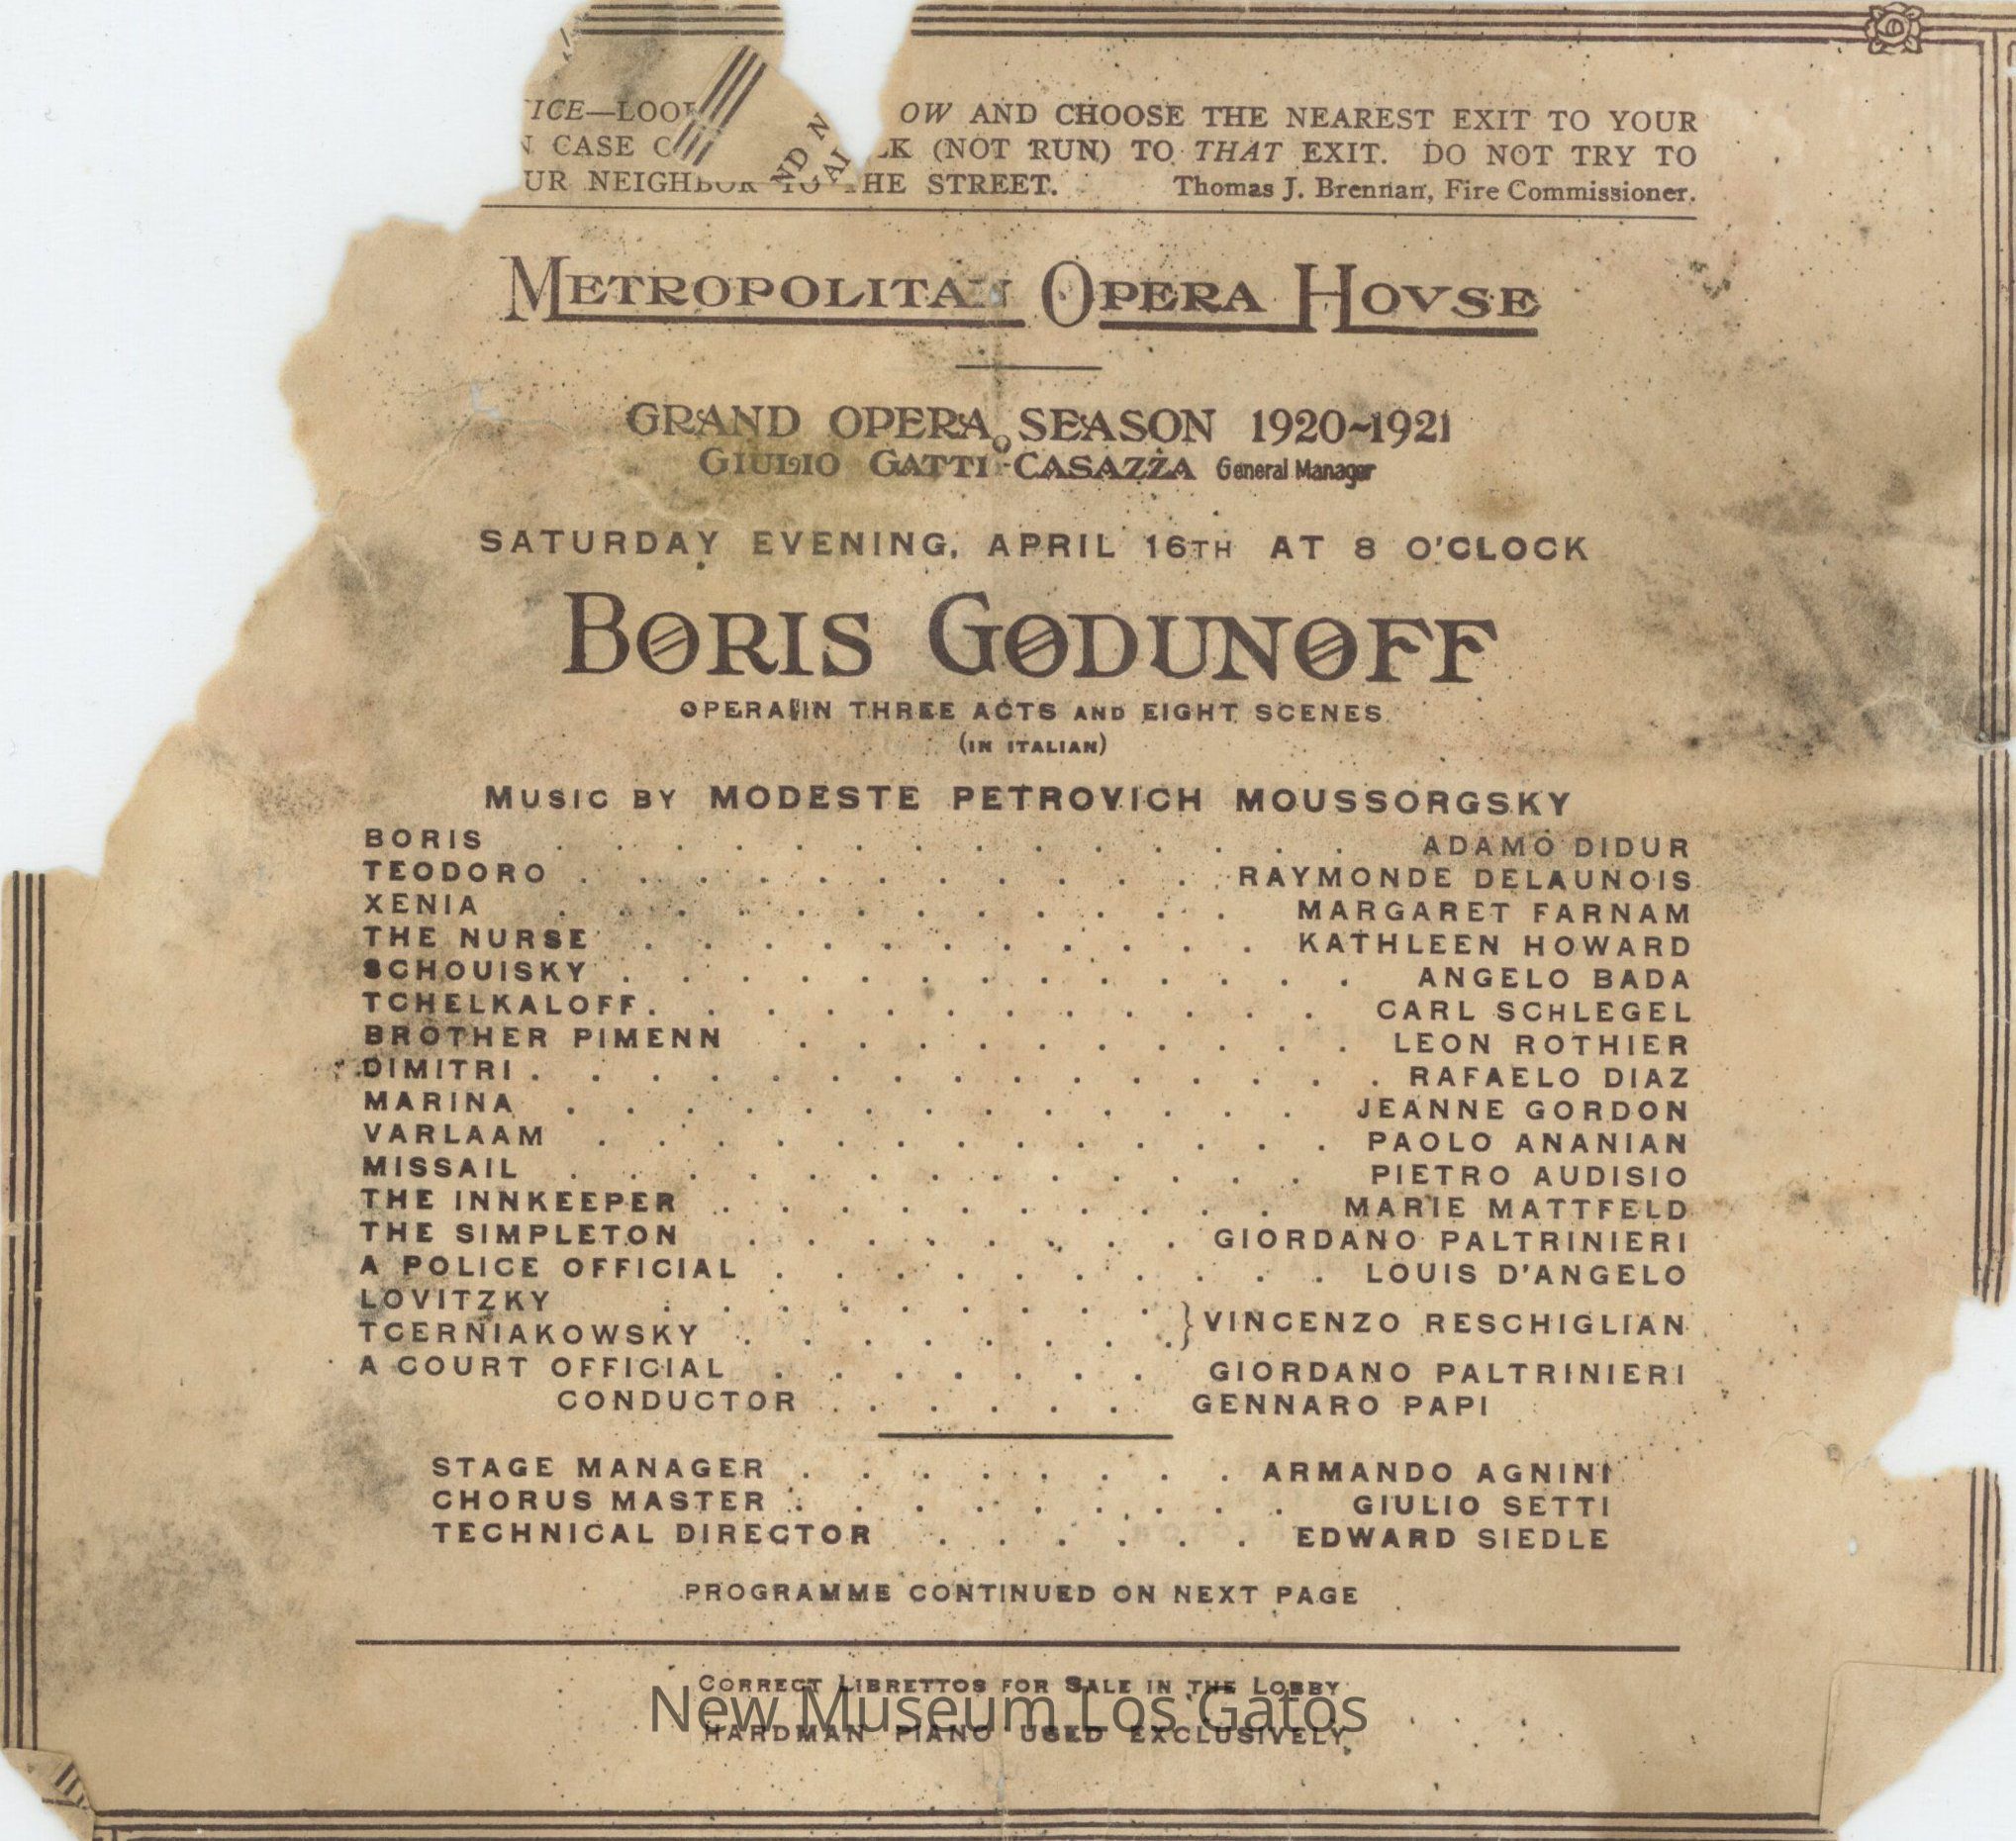 ICE—LOOK OW AND CHOOSE THE NEAREST EXIT TO YOUR
CASE (NOT RUN) TO THAT EXIT. DO NOT TRY TO
UR NEIGHBOR TO THE STREET. Thomas J. Brennan, Fire Commissioner.
METROPOLITAN OPERA HOVSE
GRAND OPERA SEASON 1920-1921
GIULIO GATTI-CASAZZA General Manager
SATURDAY EVENING, APRIL 16TH AT 8 O'CLOCK
BORIS GODUNOFF
OPERA IN THREE ACTS AND EIGHT SCENES
(IN ITALIAN)
MUSIC BY MODESTE PETROVICH MOUSSORGSKY
BORIS . . . . . . . . . . . . . . ADAMO DIDUR
TEODORO . . . . . . . . . . . RAYMONDE DELAUNOIS
XENIA . . . . . . . . . . . . MARGARET FARNAM
THE NURSE . . . . . . . . . . . KATHLEEN HOWARD
SCHOUISKY . . . . . . . . . . . . . ANGELO BADA
TCHELKALOFF . . . . . . . . . . . . CARL SCHLEGEL
BROTHER PIMENN . . . . . . . . . . LEON ROTHIER
DIMITRI . . . . . . . . . . . . . . . RAFAELO DIAZ
MARINA . . . . . . . . . . . . . JEANNE GORDON
VARLAAM . . . . . . . . . . . . . PAOLO ANANIAN
MISSAIL . . . . . . . . . . . . . PIETRO AUDISIO
THE INNKEEPER . . . . . . . . . . MARIE MATTFELD
THE SIMPLETON . . . . . . . . GIORDANO PALTRINIERI
A POLICE OFFICIAL . . . . . . . . . . LOUIS D'ANGELO
LOVITZKY . . . . . . . . .
} VINCENZO RESCHIGLIAN
TCERNIAKOWSKY . . . . . . . .
A COURT OFFICIAL . . . . . . . GIORDANO PALTRINIERI
CONDUCTOR . . . . . . GENNARO PAPI
STAGE MANAGER . . . . . . . . ARMANDO AGNINI
CHORUS MASTER . . . . . . . . . GIULIO SETTI
TECHNICAL DIRECTOR . . . . . . EDWARD SIEDLE
PROGRAMME CONTINUED ON NEXT PAGE
CORRECT LIBRETTOS FOR SALE IN THE LOBBY
New Museum Los Gatos
HARDMAN PIANO USED EXCLUSIVELY